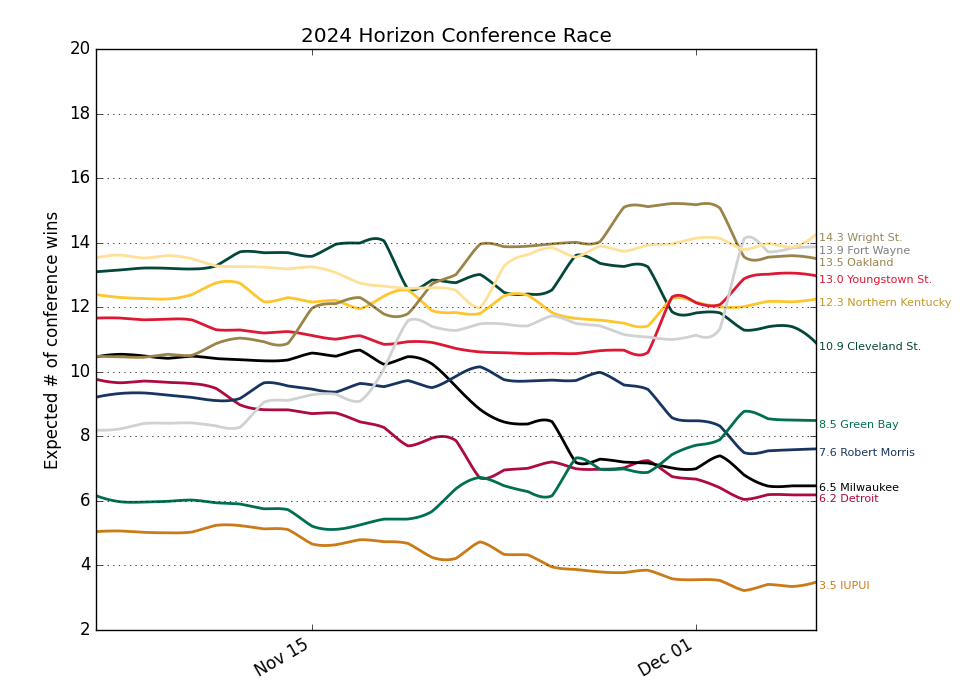 2024 Horizon Conference Race
Expected # of conference wins
20
18
16
14
12
10
8
6
4
2
Nov 15
Dec 01
14.3 Wright St.
13.9 Fort Wayne
13.5 Oakland
13.0 Youngstown St.
12.3 Northern Kentucky
10.9 Cleveland St.
8.5 Green Bay
7.6 Robert Morris
6.5 Milwaukee
6.2 Detroit
3.5 IUPUI